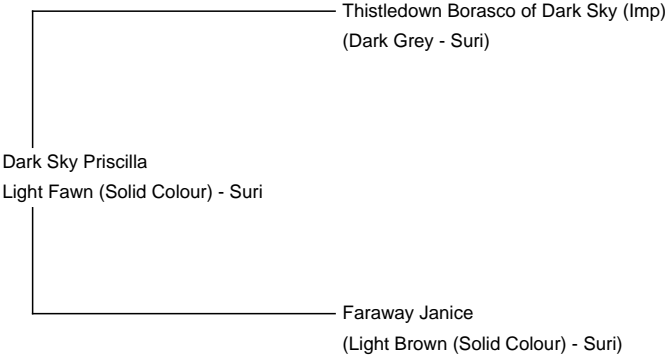 Thistledown Borasco of Dark Sky (Imp)
(Dark Grey - Suri)
Dark Sky Priscilla
Light Fawn (Solid Colour) - Suri
Faraway Janice
(Light Brown (Solid Colour) - Suri)